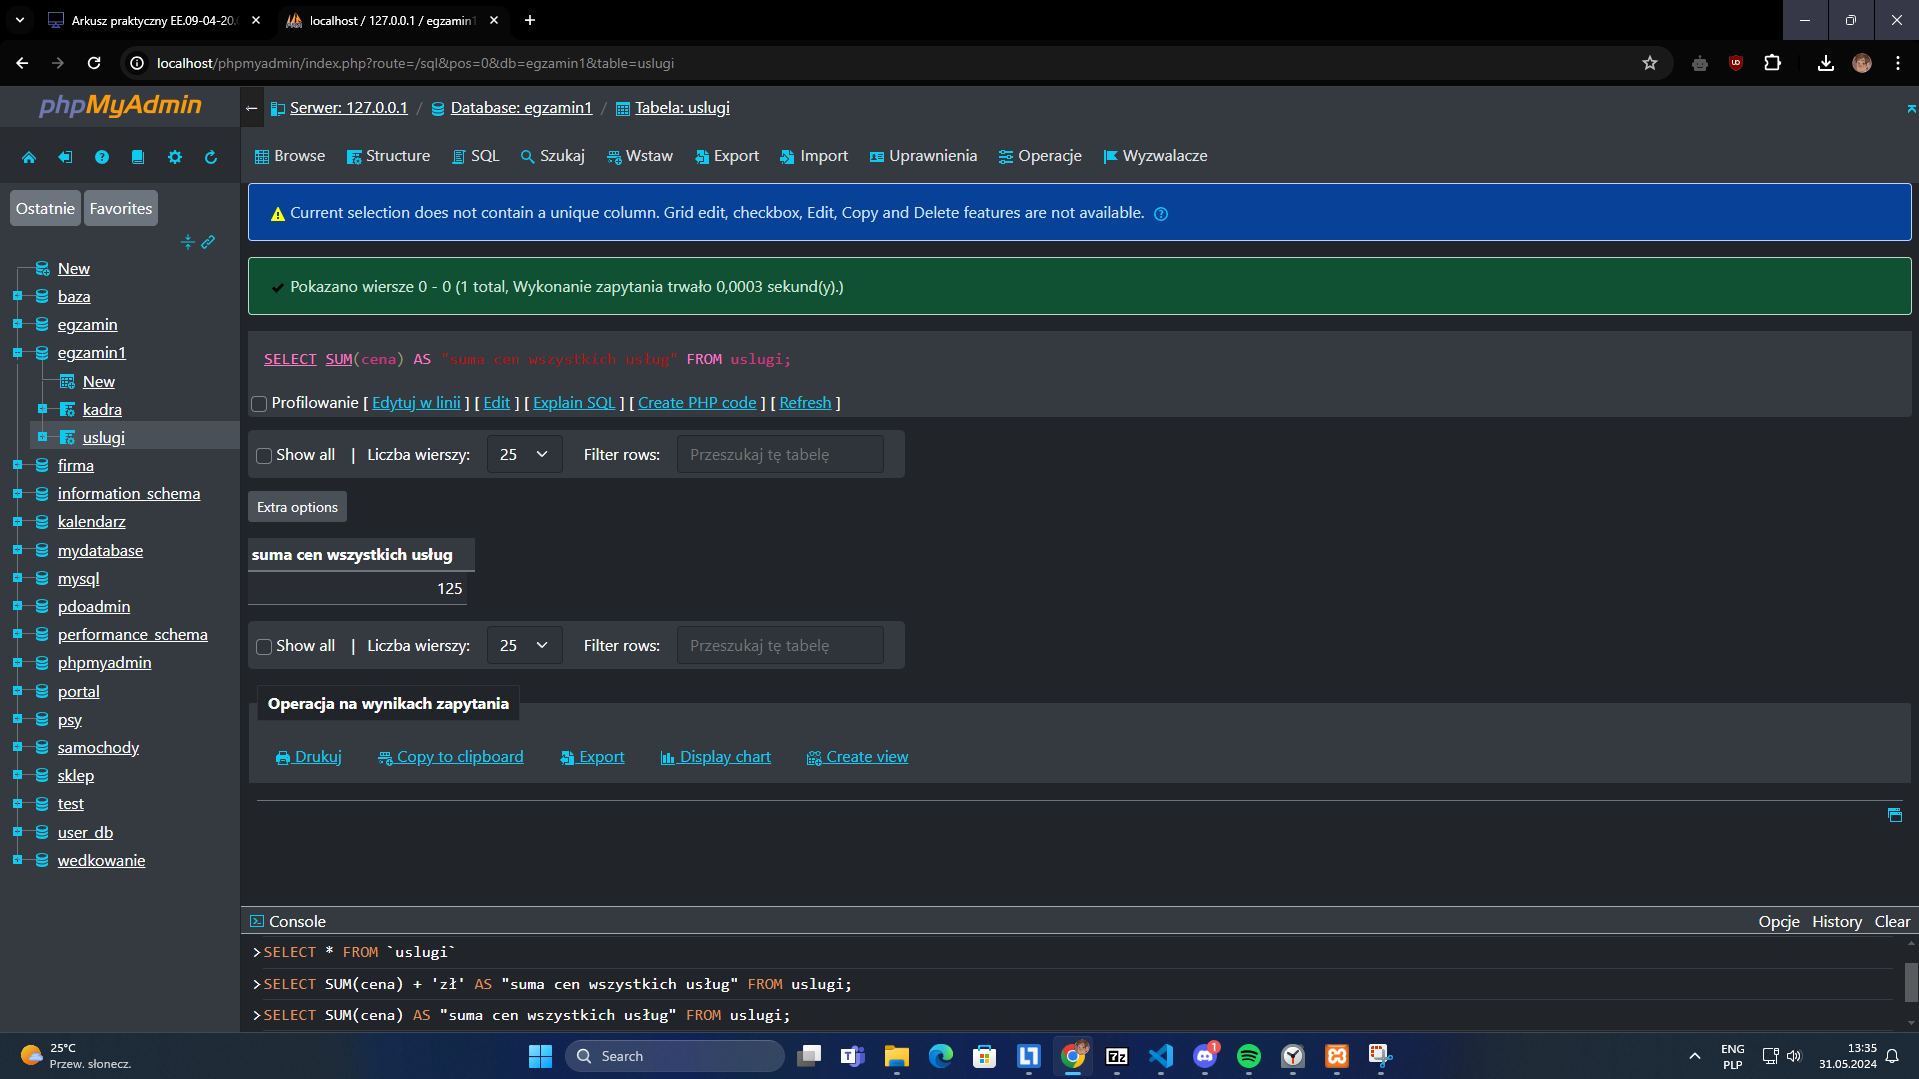 Arkusz praktyczny EE.09-04-20.0
localhost / 127.0.0.1 / egzamin1
localhost/phpmyadmin/index.php?route=/sql&pos=0&db=egzamin1&table=uslugi
phpMyAdmin
Serwer: 127.0.0.1 / Database: egzamin1 / Tabela: uslugi
Browse Structure SQL Szukaj Wstaw Export Import Uprawnienia Operacje Wyzwalacze
Ostatnie Favorites
New
baza
egzamin
egzamin1
New
kadra
uslugi
firma
information_schema
kalendarz
mydatabase
mysql
pdoadmin
performance_schema
phpmyadmin
portal
psy
samochody
sklep
test
user_db
wedkowanie
Current selection does not contain a unique column. Grid edit, checkbox, Edit, Copy and Delete features are not available.
Pokazano wiersze 0 - 0 (1 total, Wykonanie zapytania trwało 0,0003 sekund(y).)
SELECT SUM(cena) AS "suma cen wszystkich usług" FROM uslugi;
Profilowanie [ Edytuj w linii ] [ Edit ] [ Explain SQL ] [ Create PHP code ] [ Refresh ]
Show all | Liczba wierszy: 25 Filter rows: Przeszukaj tę tabelę
Extra options
suma cen wszystkich usług
125
Show all | Liczba wierszy: 25 Filter rows: Przeszukaj tę tabelę
Operacja na wynikach zapytania
Drukuj Copy to clipboard Export Display chart Create view
Console Opcje History Clear
>SELECT * FROM `uslugi`
>SELECT SUM(cena) + 'zł' AS "suma cen wszystkich usług" FROM uslugi;
>SELECT SUM(cena) AS "suma cen wszystkich usług" FROM uslugi;
25°C
Przew. słonecz.
Search
1
ENG
PLP
13:35
31.05.2024